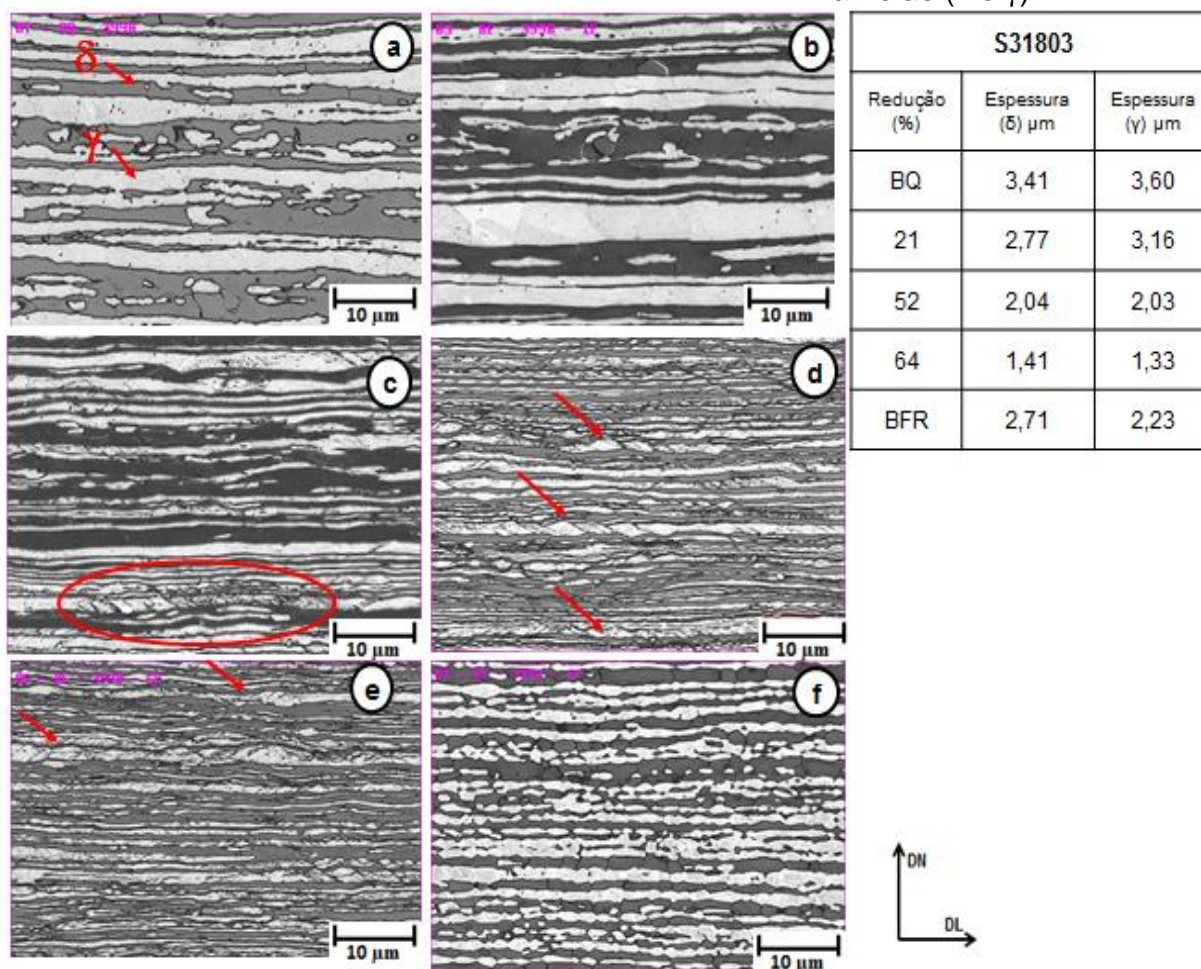 a
δ
γ
10 µm
b
10 µm
c
10 µm
d
10 µm
e
10 µm
f
10 µm
S31803
Redução (%) Espessura (δ) µm Espessura (γ) µm
BQ 3,41 3,60
21 2,77 3,16
52 2,04 2,03
64 1,41 1,33
BFR 2,71 2,23
DN
DL